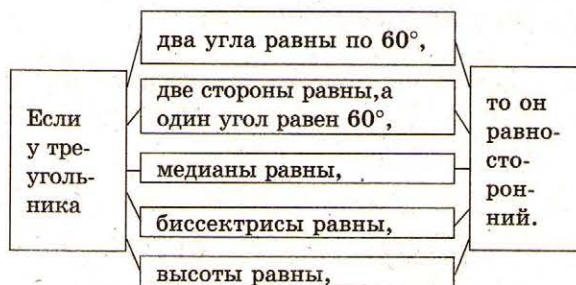 Если
у тре-
уголь-
ника
два угла равны по 60°,
две стороны равны,а
один угол равен 60°,
медианы равны,
биссектрисы равны,
высоты равны,
то он
равно-
сто-
рон-
ний.